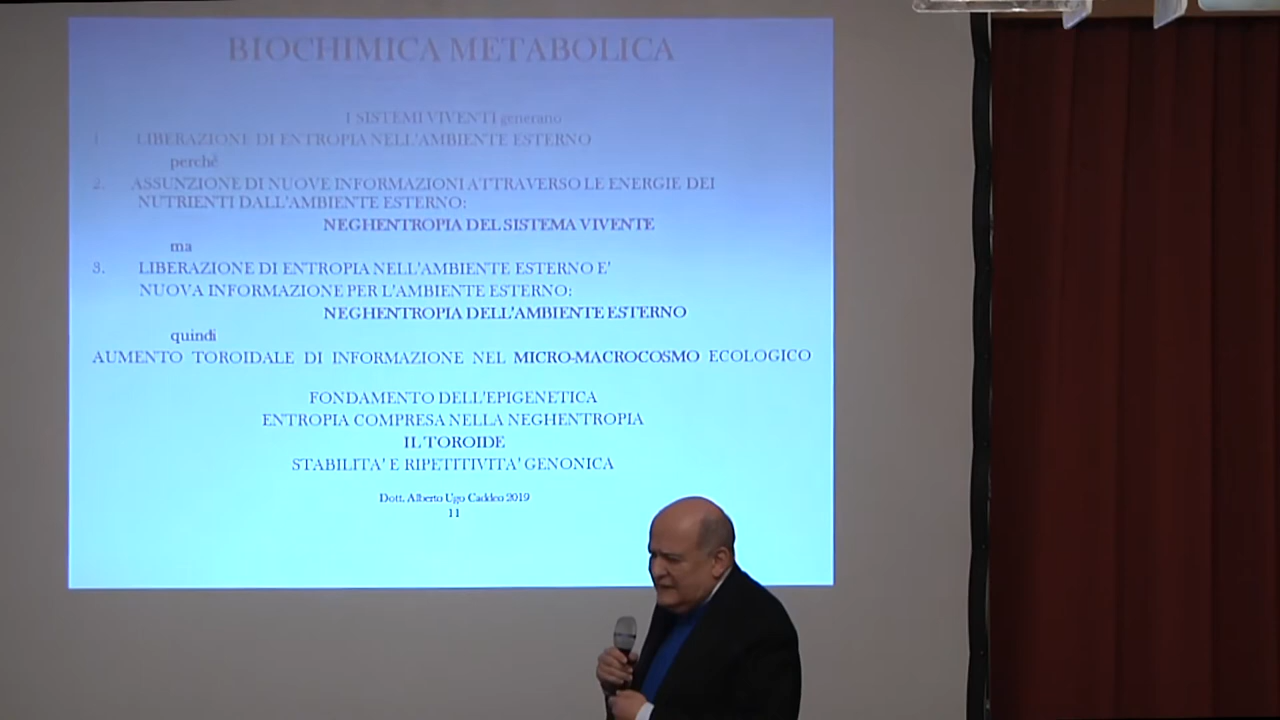 BIOCHIMICA METABOLICA
I SISTEMI VIVENTI generano
1. LIBERAZIONE DI ENTROPIA NELL'AMBIENTE ESTERNO
perchè
2. ASSUNZIONE DI NUOVE INFORMAZIONI ATTRAVERSO LE ENERGIE DEI
NUTRIENTI DALL'AMBIENTE ESTERNO:
NEGHENTROPIA DEL SISTEMA VIVENTE
ma
3. LIBERAZIONE DI ENTROPIA NELL'AMBIENTE ESTERNO E'
NUOVA INFORMAZIONE PER L'AMBIENTE ESTERNO:
NEGHENTROPIA DELL'AMBIENTE ESTERNO
quindi
AUMENTO TOROIDALE DI INFORMAZIONE NEL MICRO-MACROCOSMO ECOLOGICO
FONDAMENTO DELL'EPIGENETICA
ENTROPIA COMPRESA NELLA NEGHENTROPIA
IL TOROIDE
STABILITA' E RIPETITIVITA' GENONICA
Dott. Alberto Ugo Caddeo 2019
11